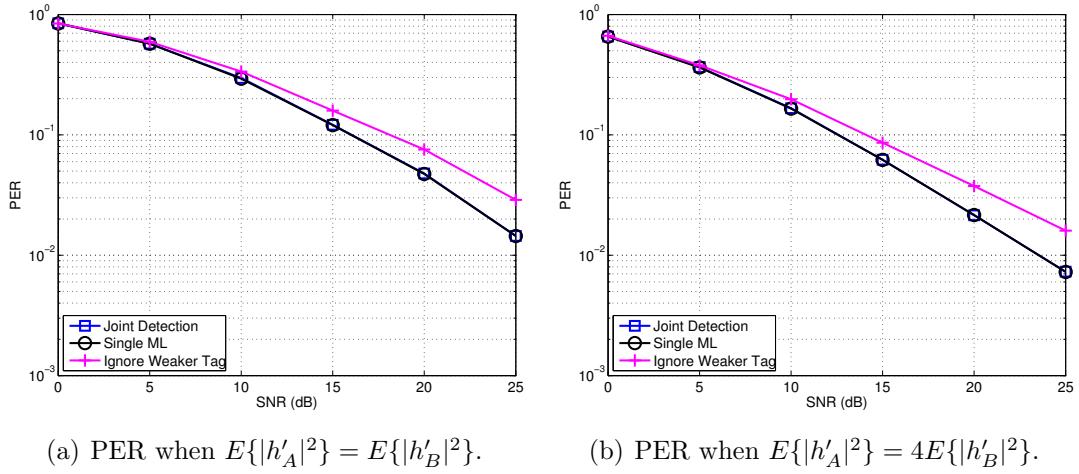 10^0
10^-1
10^-2
10^-3
PER
0 5 10 15 20 25
SNR (dB)
Joint Detection
Single ML
Ignore Weaker Tag
10^0
10^-1
10^-2
10^-3
PER
0 5 10 15 20 25
SNR (dB)
Joint Detection
Single ML
Ignore Weaker Tag
(a) PER when $E\{|h'_A|^2\} = E\{|h'_B|^2\}$.
(b) PER when $E\{|h'_A|^2\} = 4E\{|h'_B|^2\}$.